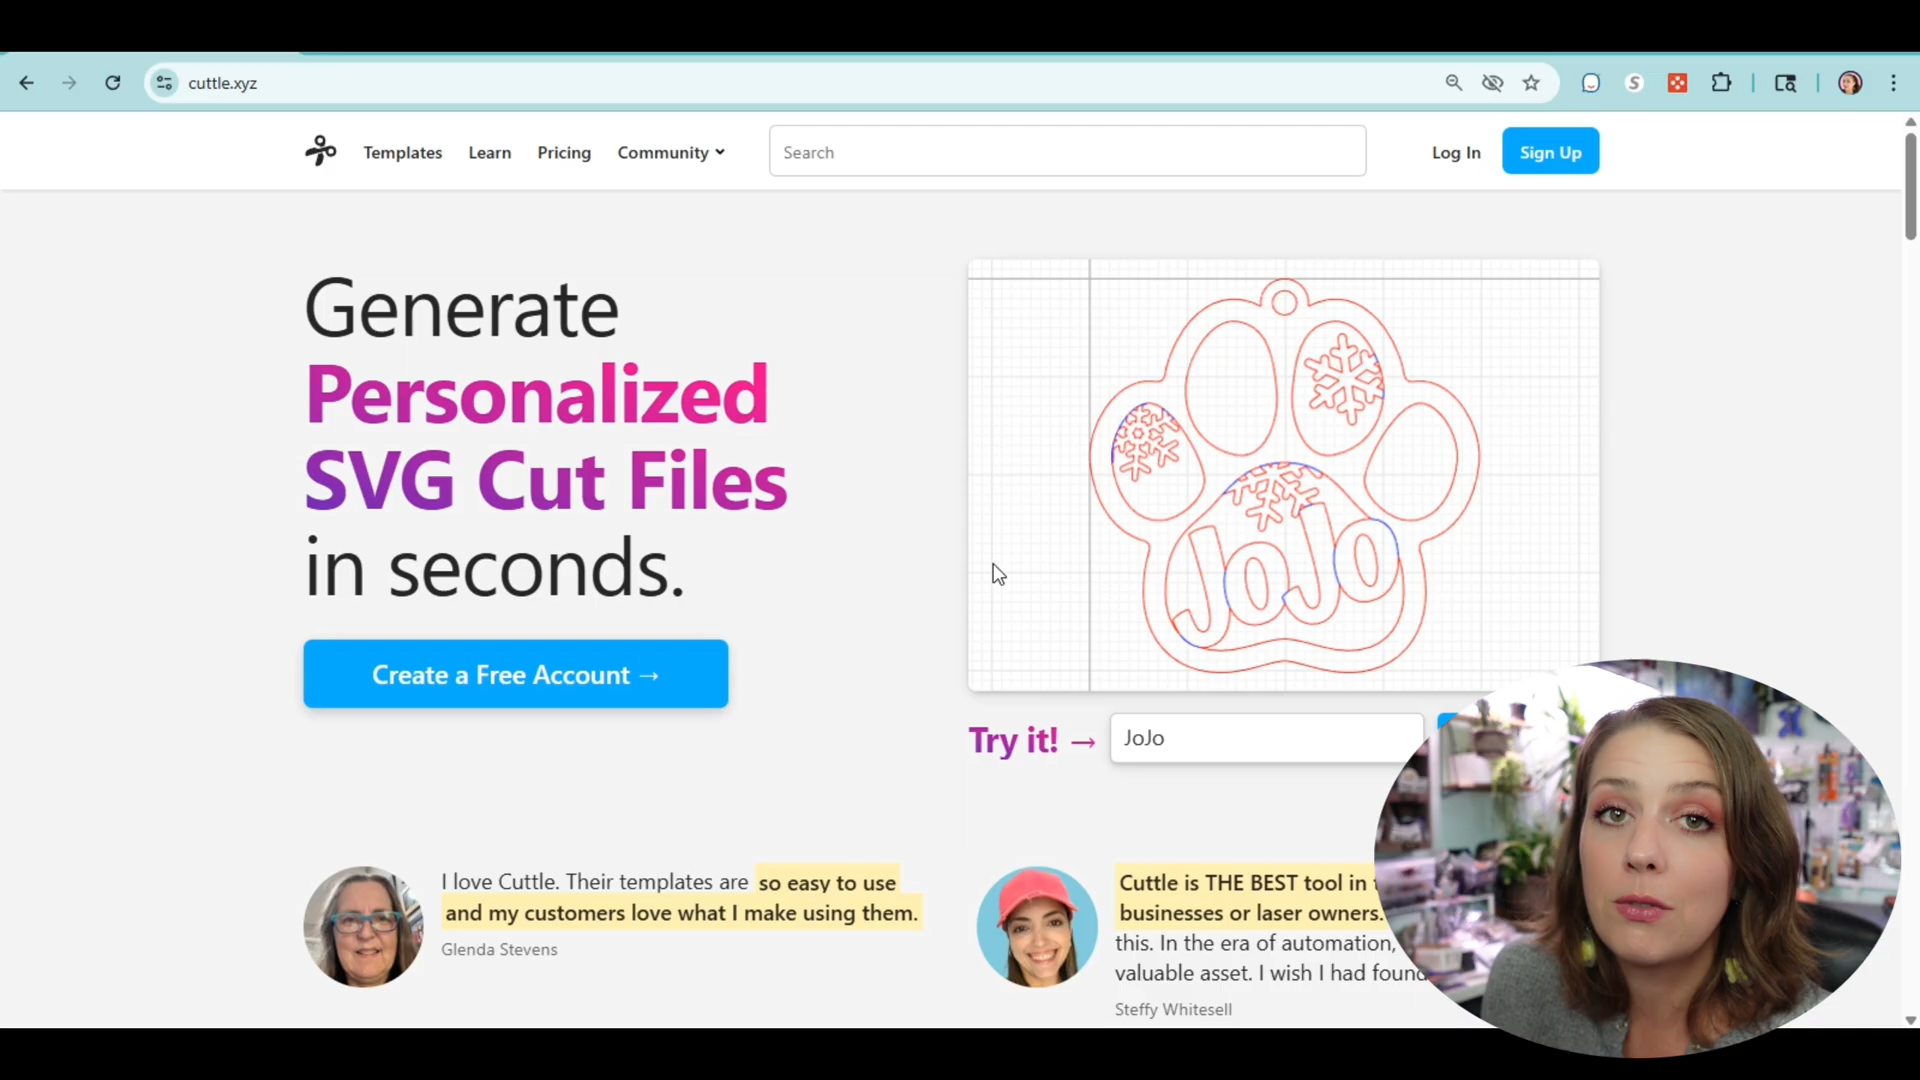 cuttle.xyz
Templates Learn Pricing Community Search Log In Sign Up
Generate
Personalized
SVG Cut Files
in seconds.
Create a Free Account →
JoJo
Try it! → JoJo
I love Cuttle. Their templates are so easy to use
and my customers love what I make using them.
Glenda Stevens
Cuttle is THE BEST tool in
businesses or laser owners.
this. In the era of automation,
valuable asset. I wish I had found
Steffy Whitesell